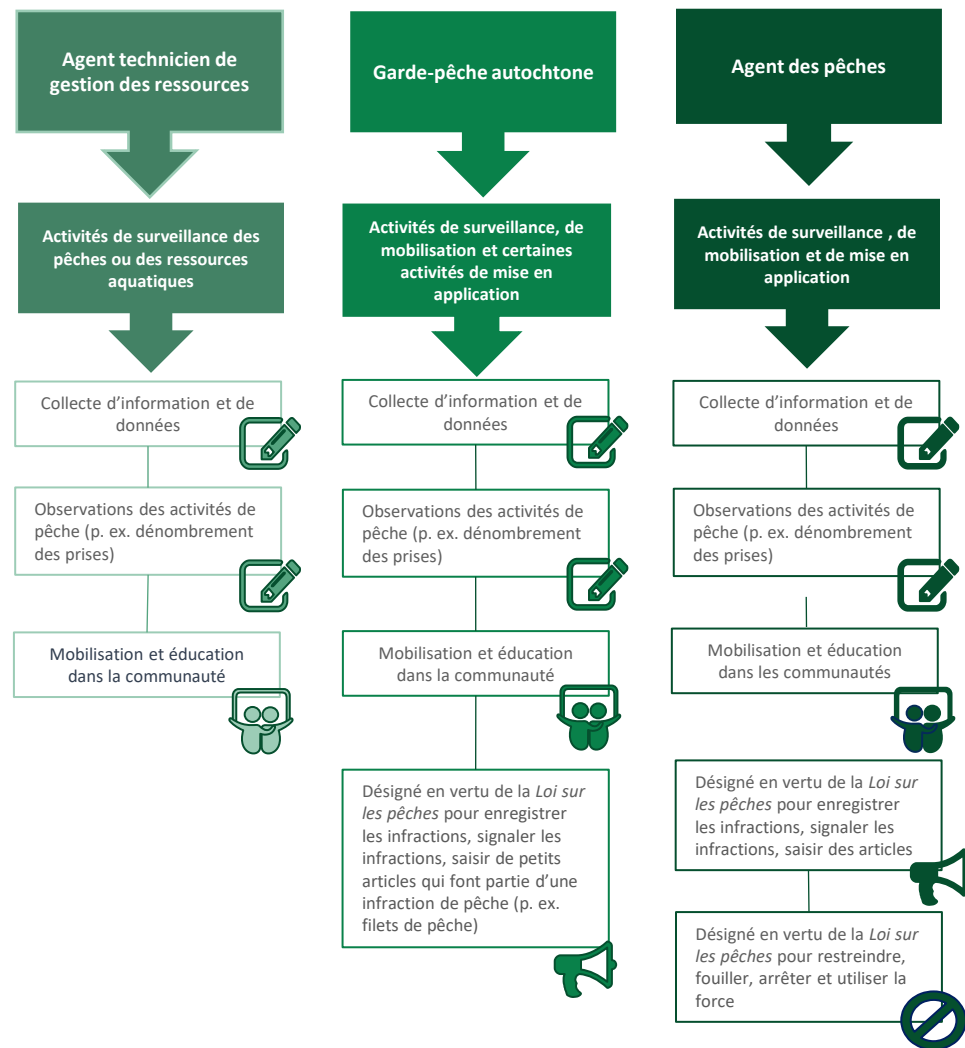 Agent technicien de
gestion des ressources
Activités de surveillance des
pêches ou des ressources
aquatiques
Collecte d’information et de
données
Observations des activités de
pêche (p. ex. dénombrement
des prises)
Mobilisation et éducation
dans la communauté
Garde-pêche autochtone
Activités de surveillance, de
mobilisation et certaines
activités de mise en
application
Collecte d’information et de
données
Observations des activités de
pêche (p. ex. dénombrement
des prises)
Mobilisation et éducation
dans la communauté
Désigné en vertu de la Loi sur
les pêches pour enregistrer
les infractions, signaler les
infractions, saisir de petits
articles qui font partie d’une
infraction de pêche (p. ex.
filets de pêche)
Agent des pêches
Activités de surveillance , de
mobilisation et de mise en
application
Collecte d’information et de
données
Observations des activités de
pêche (p. ex. dénombrement
des prises)
Mobilisation et éducation
dans les communautés
Désigné en vertu de la Loi sur
les pêches pour enregistrer
les infractions, signaler les
infractions, saisir des articles
Désigné en vertu de la Loi sur
les pêches pour restreindre,
fouiller, arrêter et utiliser la
force